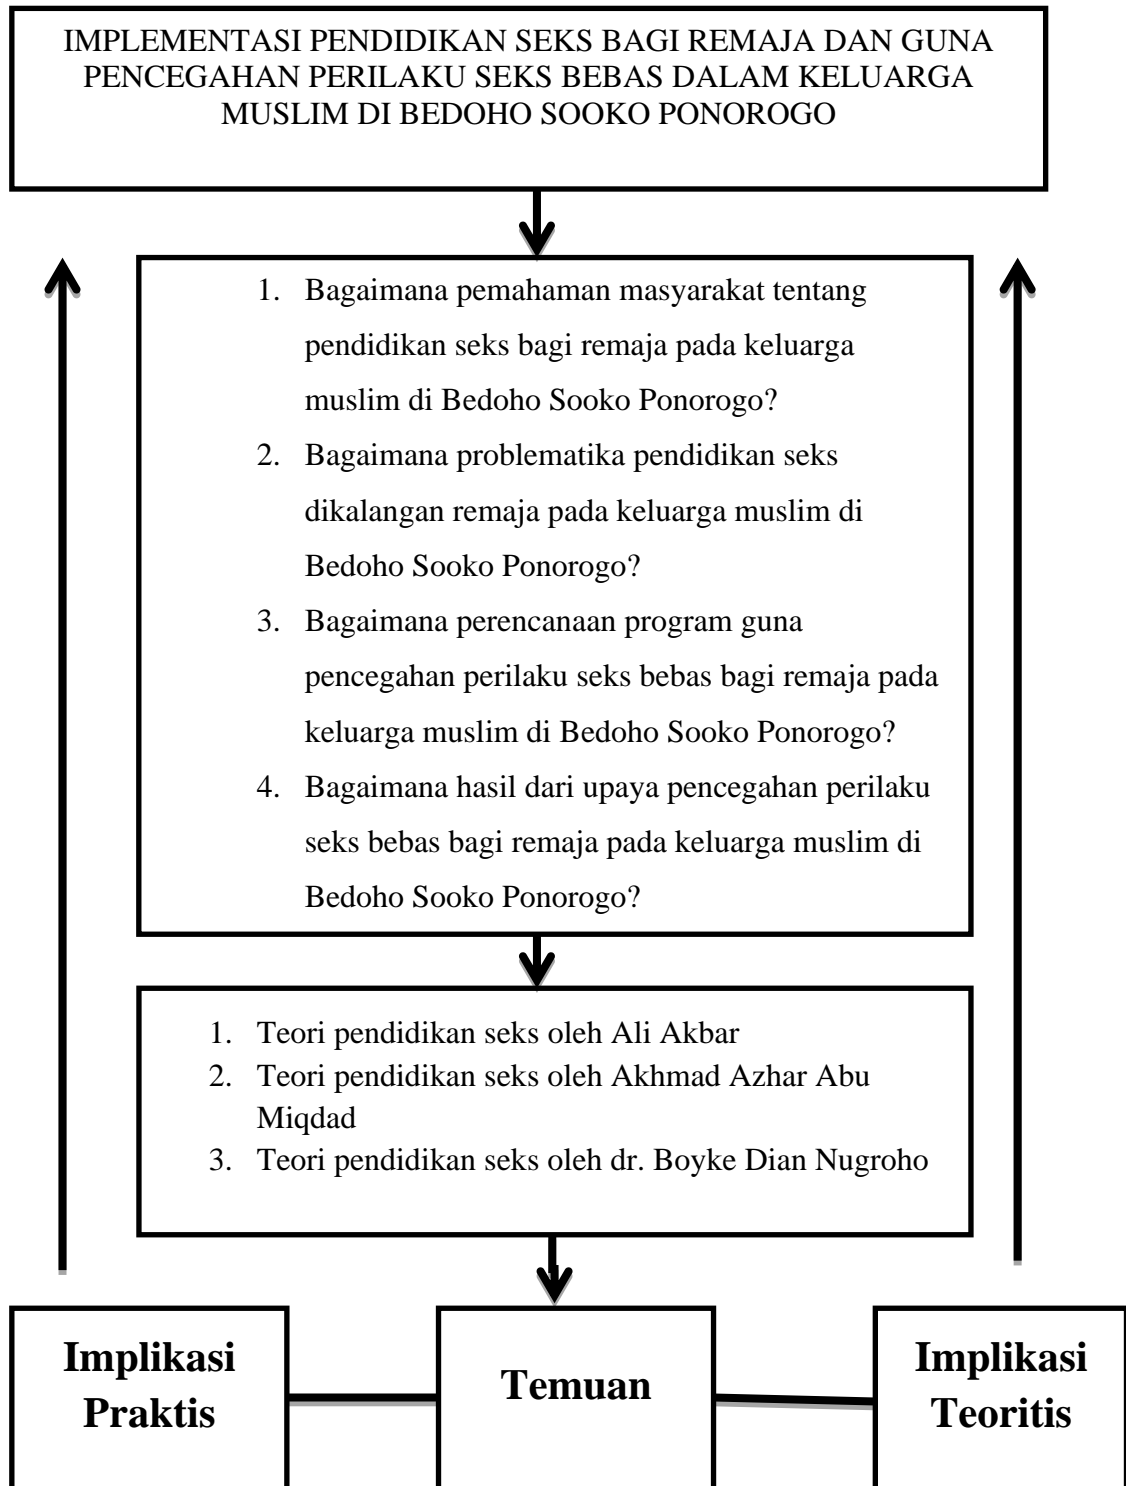 IMPLEMENTASI PENDIDIKAN SEKS BAGI REMAJA DAN GUNA
PENCEGAHAN PERILAKU SEKS BEBAS DALAM KELUARGA
MUSLIM DI BEDOHO SOOKO PONOROGO
1. Bagaimana pemahaman masyarakat tentang
pendidikan seks bagi remaja pada keluarga
muslim di Bedoho Sooko Ponorogo?
2. Bagaimana problematika pendidikan seks
dikalangan remaja pada keluarga muslim di
Bedoho Sooko Ponorogo?
3. Bagaimana perencanaan program guna
pencegahan perilaku seks bebas bagi remaja pada
keluarga muslim di Bedoho Sooko Ponorogo?
4. Bagaimana hasil dari upaya pencegahan perilaku
seks bebas bagi remaja pada keluarga muslim di
Bedoho Sooko Ponorogo?
1. Teori pendidikan seks oleh Ali Akbar
2. Teori pendidikan seks oleh Akhmad Azhar Abu
Miqdad
3. Teori pendidikan seks oleh dr. Boyke Dian Nugroho
Implikasi
Praktis
Temuan
Implikasi
Teoritis